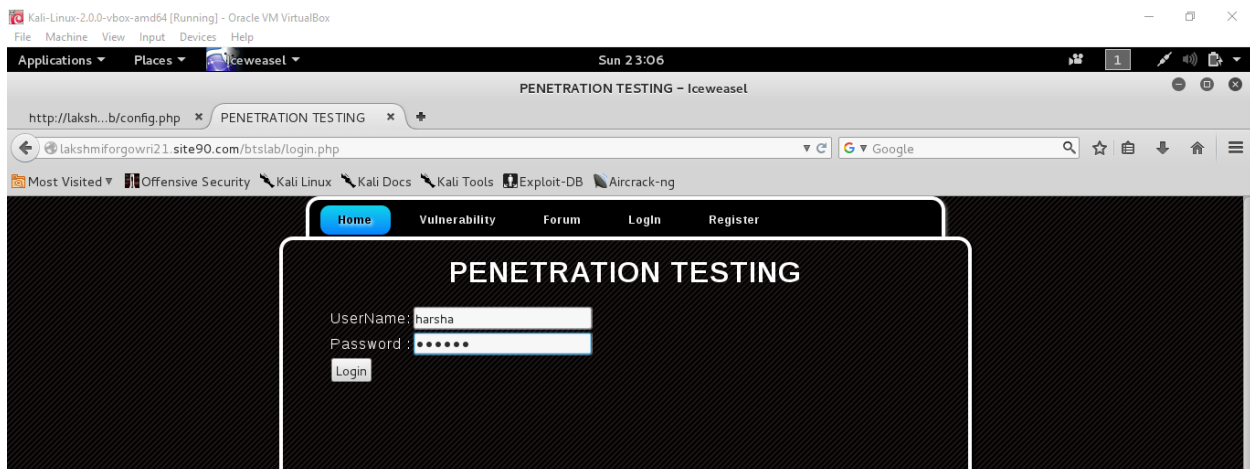 Kali-Linux-2.0.0-vbox-amd64 [Running] - Oracle VM VirtualBox
File Machine View Input Devices Help
Applications Places Iceweasel Sun 23:06 1
PENETRATION TESTING - Iceweasel
http://laksh...b/config.php PENETRATION TESTING
lakshmiforgowri21.site90.com/btslab/login.php Google
Most Visited Offensive Security Kali Linux Kali Docs Kali Tools Exploit-DB Aircrack-ng
Home Vulnerability Forum LogIn Register
PENETRATION TESTING
UserName: harsha
Password : ••••••
Login